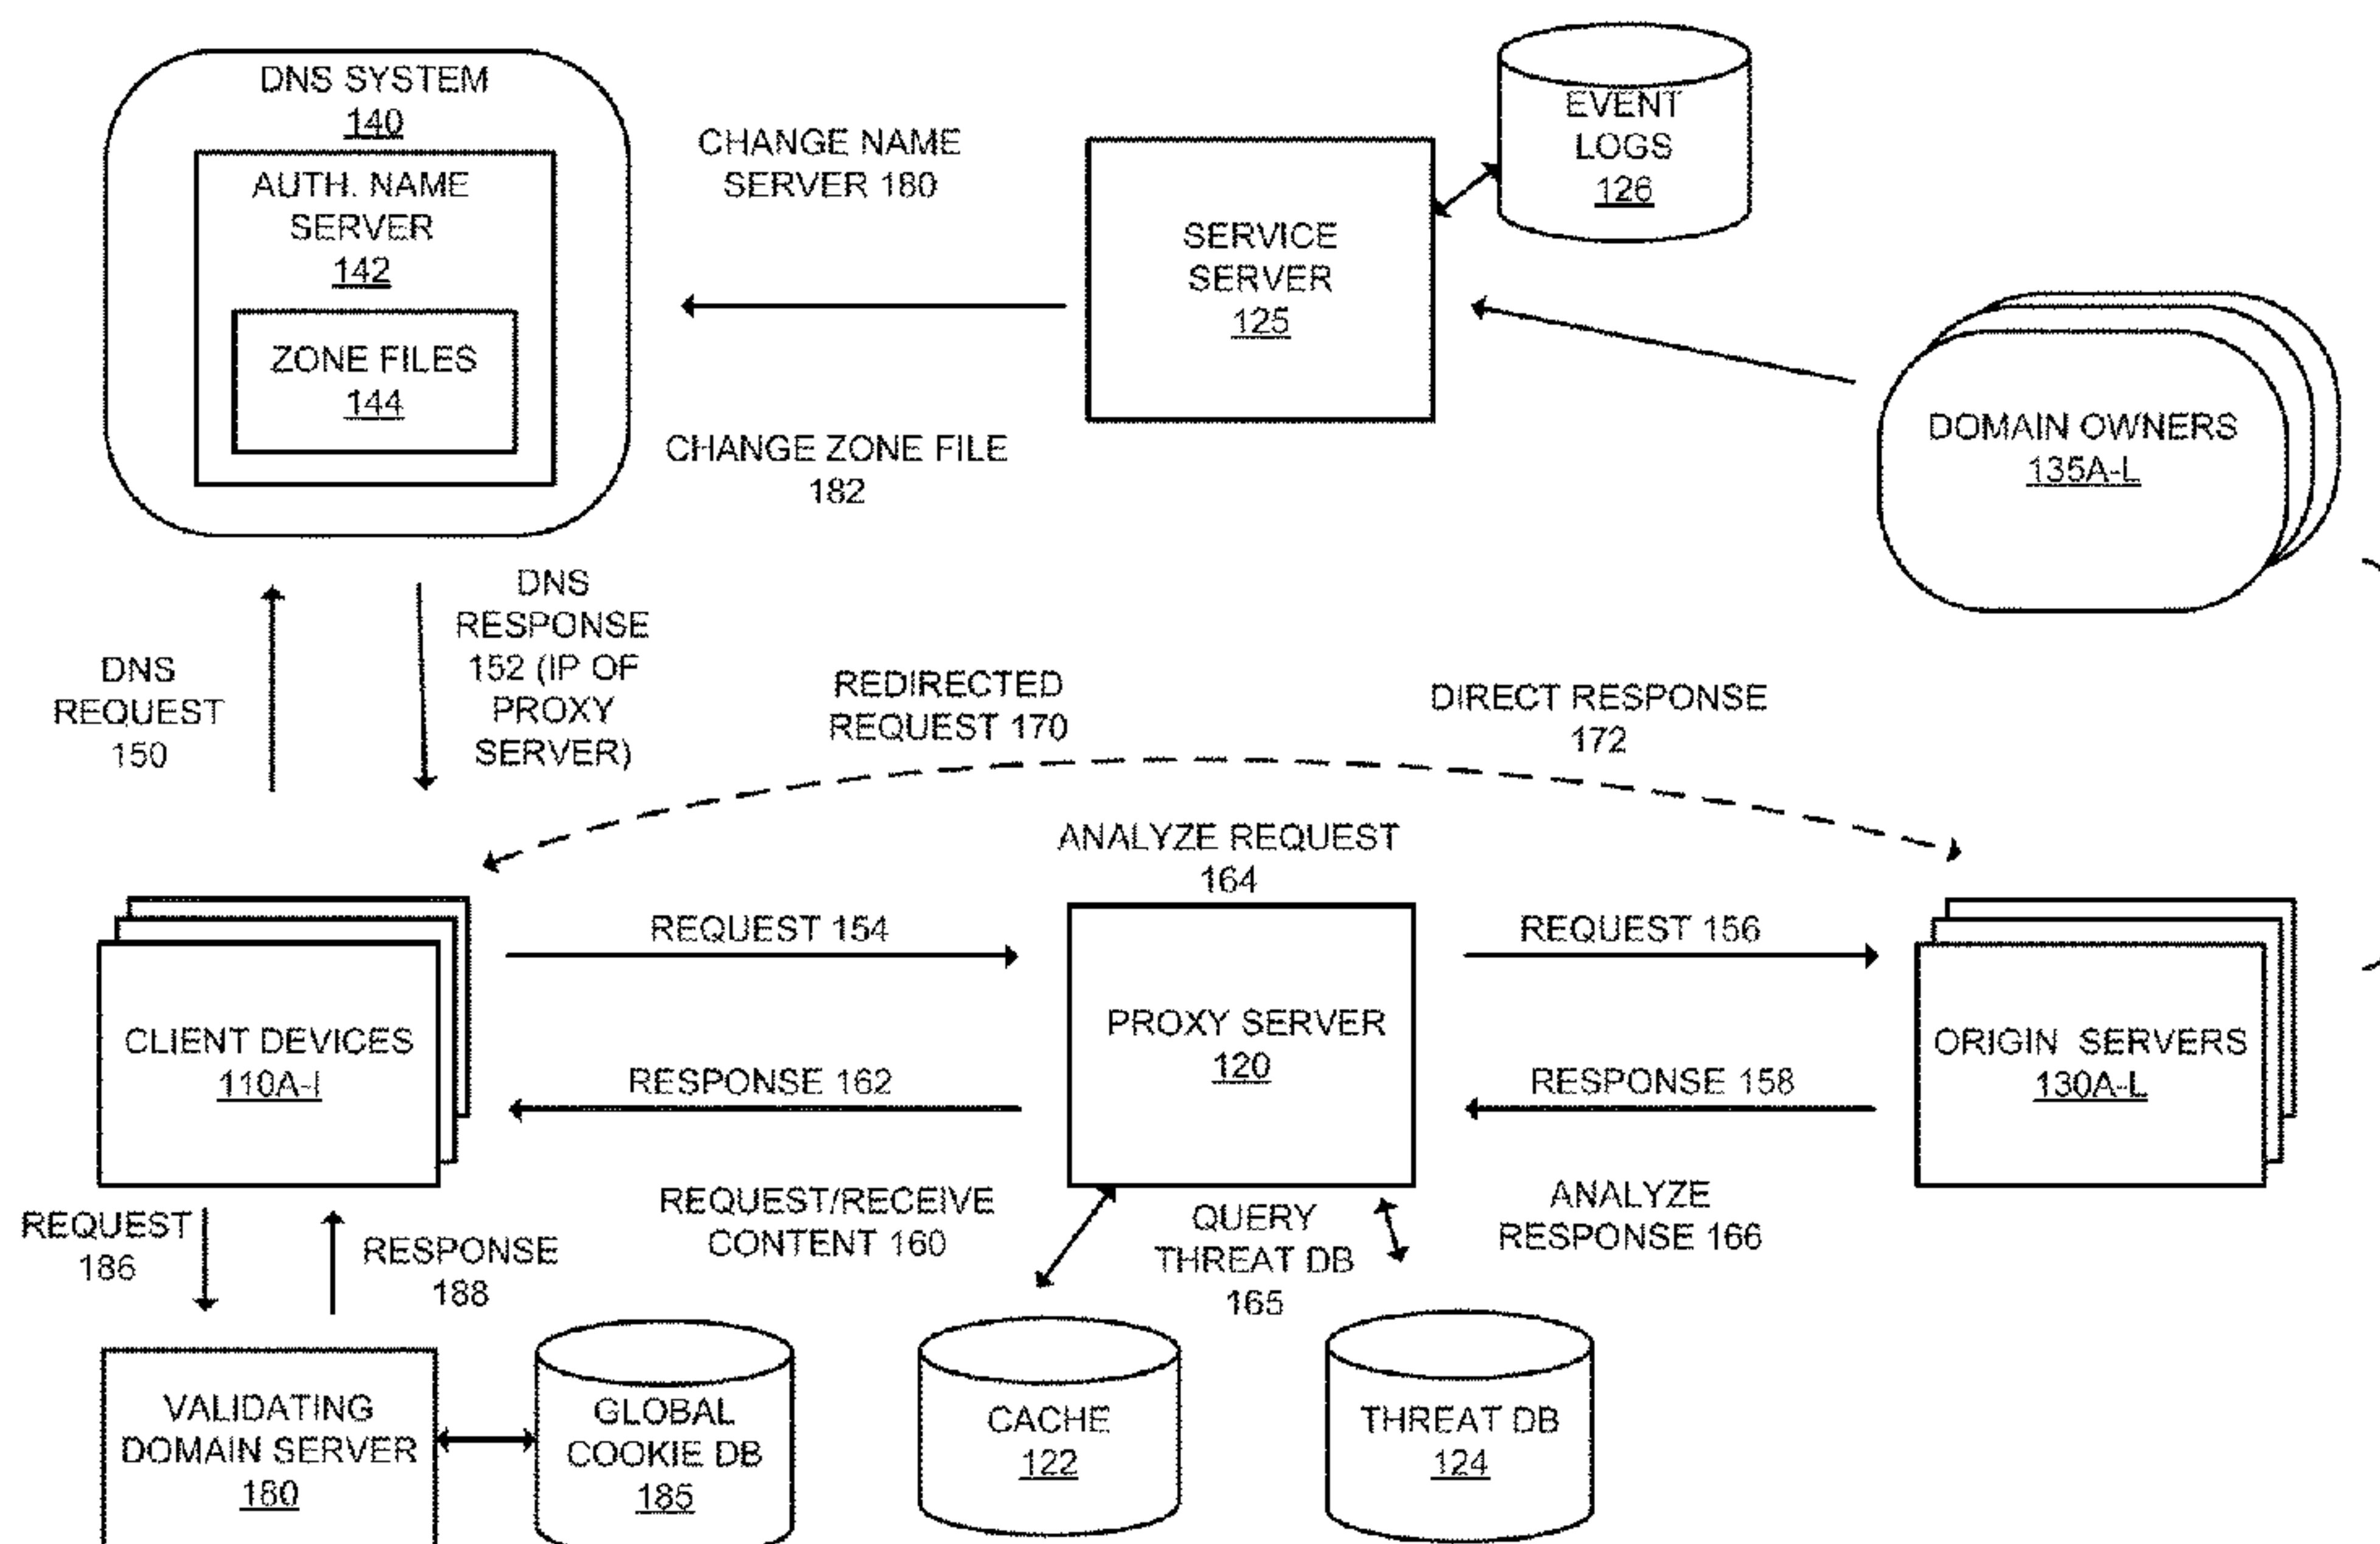 DNS SYSTEM
140
AUTH. NAME
SERVER
142
ZONE FILES
144
CHANGE NAME
SERVER 180
CHANGE ZONE FILE
182
SERVICE
SERVER
125
EVENT
LOGS
126
DOMAIN OWNERS
135A-L
DNS
REQUEST
150
DNS
RESPONSE
152 (IP OF
PROXY
SERVER)
REDIRECTED
REQUEST 170
DIRECT RESPONSE
172
ANALYZE REQUEST
164
CLIENT DEVICES
110A-I
REQUEST 154
RESPONSE 162
PROXY SERVER
120
REQUEST 156
RESPONSE 158
ORIGIN SERVERS
130A-L
REQUEST
186
RESPONSE
188
REQUEST/RECEIVE
CONTENT 160
QUERY
THREAT DB
165
ANALYZE
RESPONSE 166
VALIDATING
DOMAIN SERVER
180
GLOBAL
COOKIE DB
185
CACHE
122
THREAT DB
124